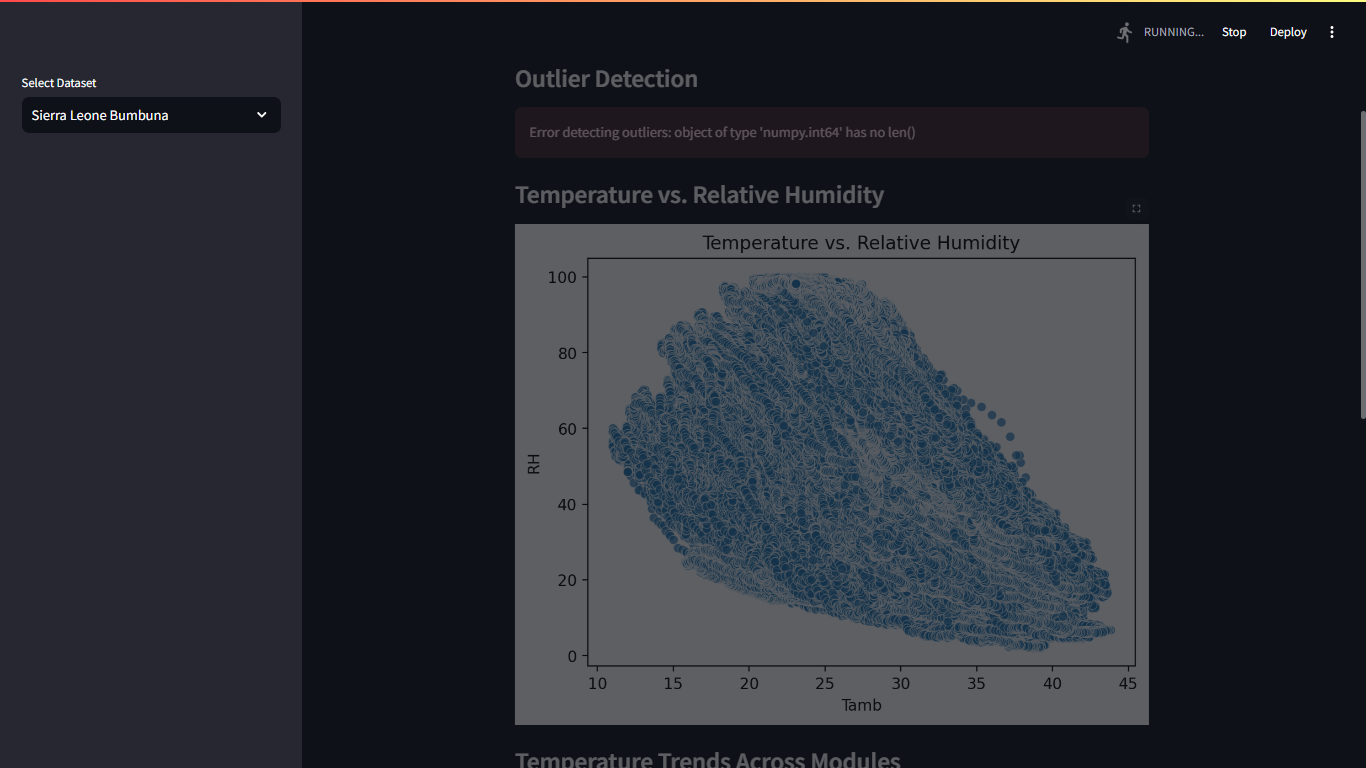 RUNNING...
Stop
Deploy
Select Dataset
Sierra Leone Bumbuna
Outlier Detection
Error detecting outliers: object of type 'numpy.int64' has no len()
Temperature vs. Relative Humidity
Temperature vs. Relative Humidity
100
80
60
40
20
0
RH
10 15 20 25 30 35 40 45
Tamb
Temperature Trends Across Modules